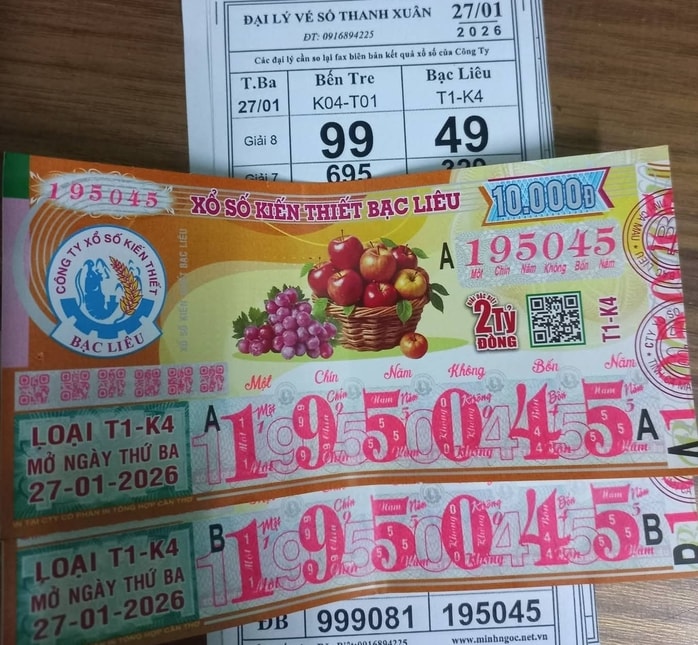 ĐẠI LÝ VÉ SỐ THANH XUÂN
27/01
ĐT: 0916894225
2026
Các đại lý cần so lại fax biên bản kết quả xổ số của Công Ty
T.Ba
Bến Tre
Bạc Liêu
27/01
K04-T01
T1-K4
Giải 8
99
49
Giải 7
695
195045
XỔ SỐ KIẾN THIẾT BẠC LIÊU
10.000đ
CÔNG TY XỔ SỐ KIẾN THIẾT
BẠC LIÊU
A
195045
Một Chín Năm Không Bốn Năm
GIẢI ĐẶC BIỆT
2 TỶ
ĐỒNG
T1-K4
Một Chín Năm Không Bốn Năm
LOẠI T1-K4
MỞ NGÀY THỨ BA
27-01-2026
A
195045
A
LOẠI T1-K4
MỞ NGÀY THỨ BA
27-01-2026
B
195045
B
ĐB
999081
195045
www.minhngoc.net.vn